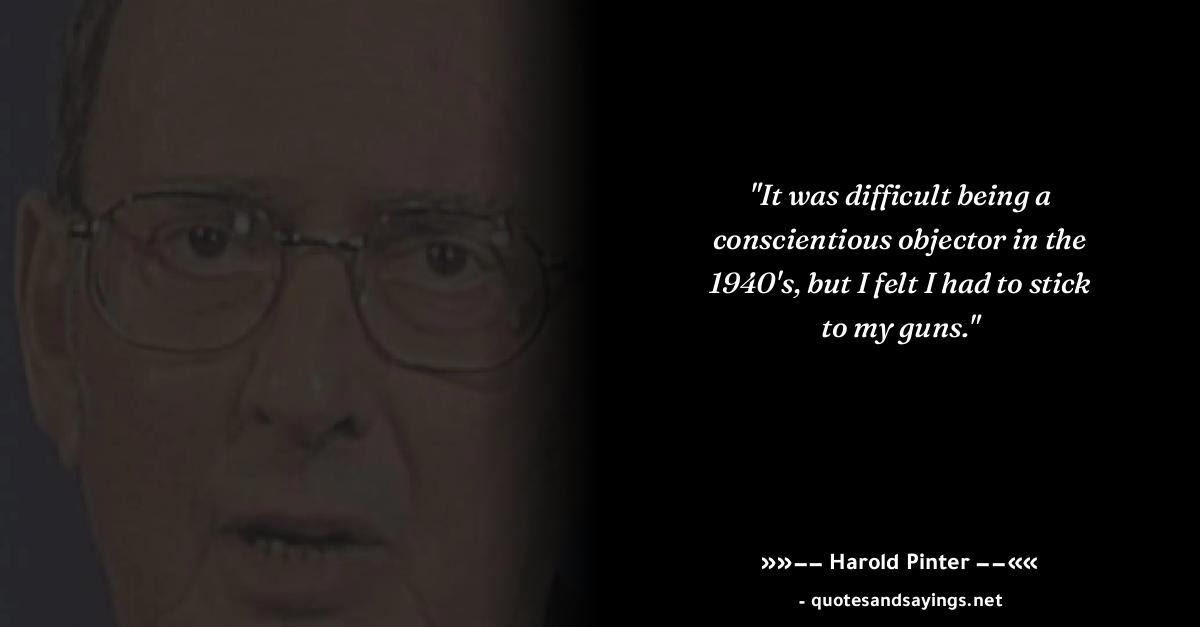 "It was difficult being a
conscientious objector in the
1940's, but I felt I had to stick
to my guns."
»»–– Harold Pinter ––««
- quotesandsayings.net